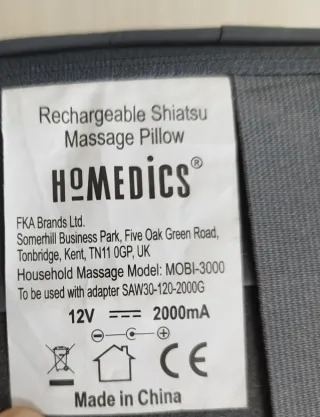 Rechargeable Shiatsu
Massage Pillow
HoMEDiCS®
FKA Brands Ltd.
Somerhill Business Park, Five Oak Green Road,
Tonbridge, Kent, TN11 0GP, UK
Household Massage Model: MOBI-3000
To be used with adapter SAW30-120-2000G
12V 2000mA
CE
Made in China